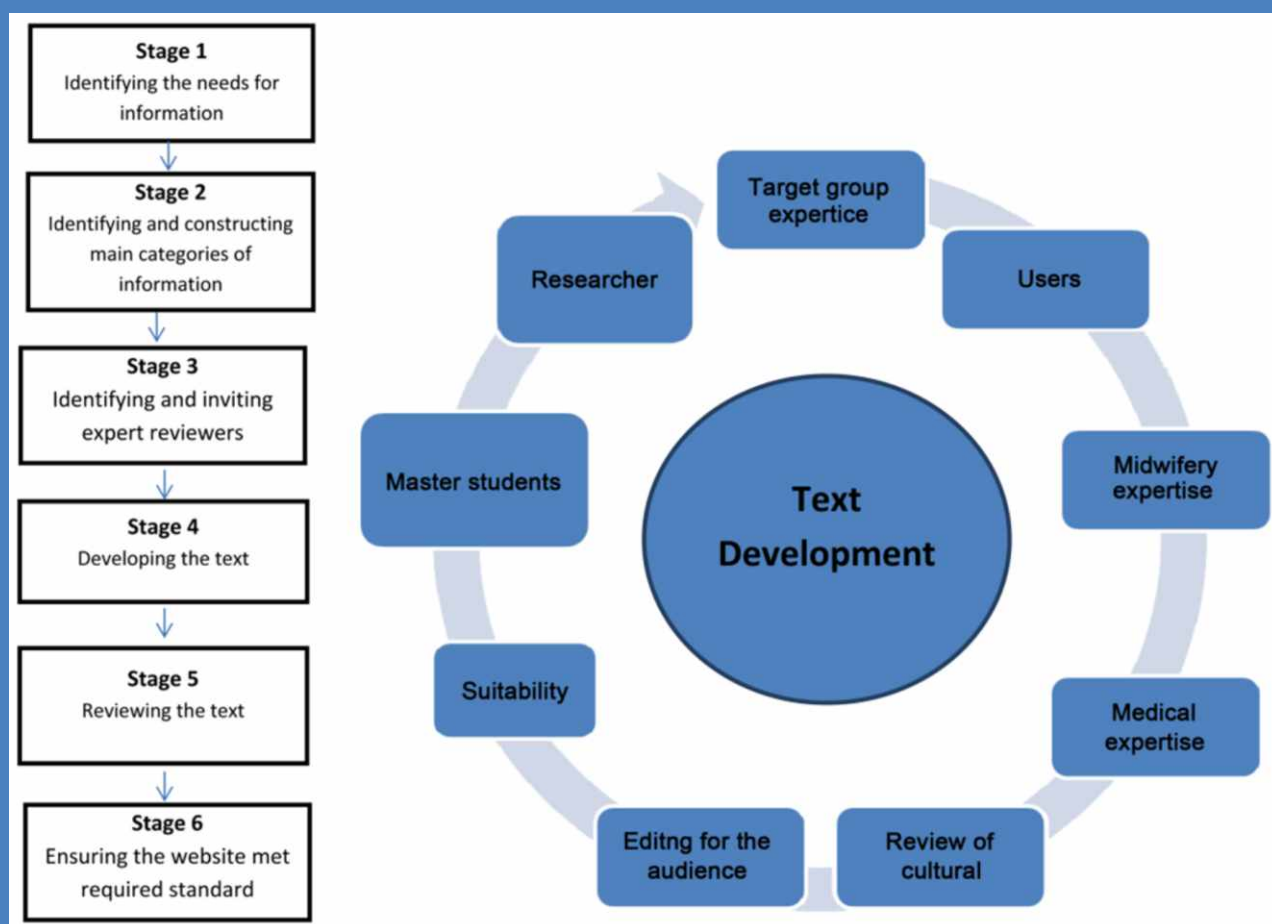 Stage 1
Identifying the needs for
information
Stage 2
Identifying and constructing
main categories of
information
Stage 3
Identifying and inviting
expert reviewers
Stage 4
Developing the text
Stage 5
Reviewing the text
Stage 6
Ensuring the website met
required standard
Target group
expertice
Users
Midwifery
expertise
Medical
expertise
Review of
cultural
Editng for the
audience
Suitability
Master students
Researcher
Text
Development